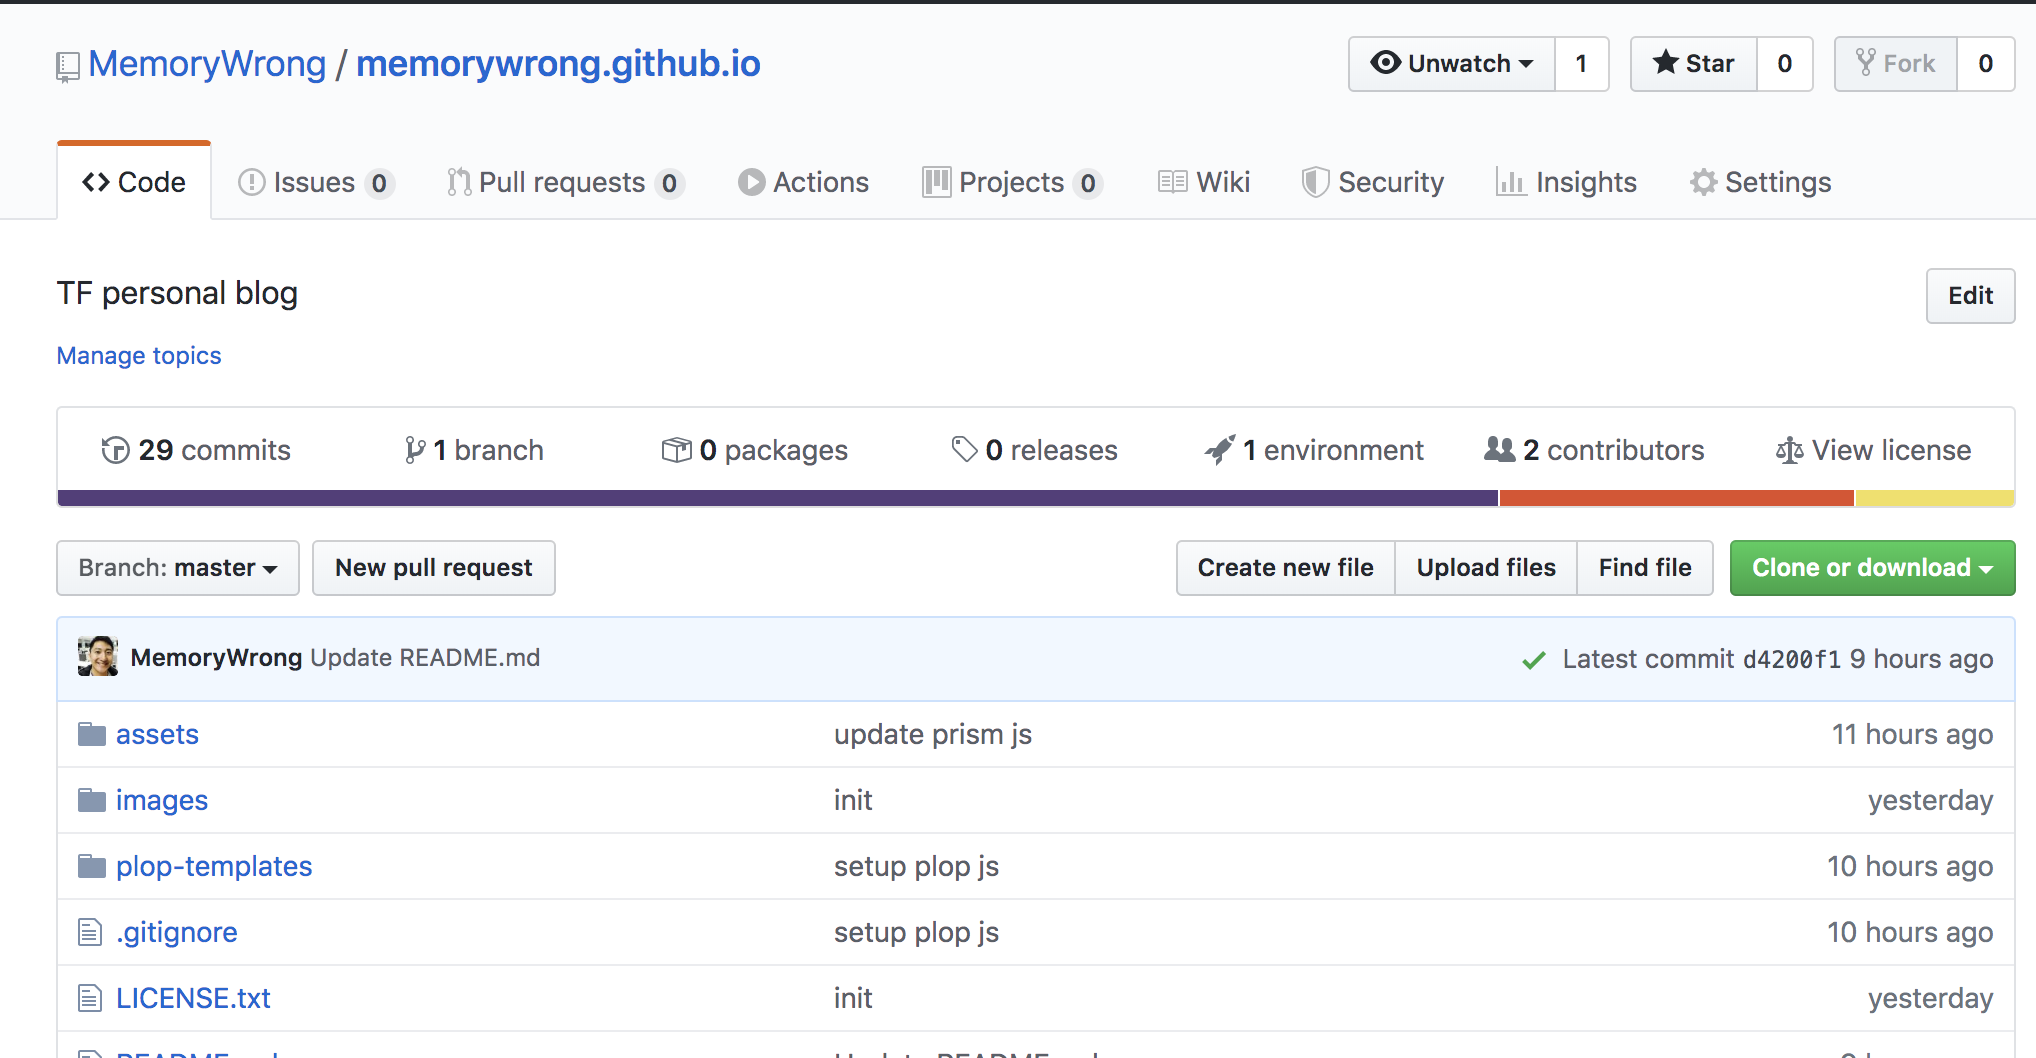 MemoryWrong / memorywrong.github.io Unwatch 1 Star 0 Fork 0
Code Issues 0 Pull requests 0 Actions Projects 0 Wiki Security Insights Settings
TF personal blog Edit
Manage topics
29 commits 1 branch 0 packages 0 releases 1 environment 2 contributors View license
Branch: master New pull request Create new file Upload files Find file Clone or download
MemoryWrong Update README.md Latest commit d4200f1 9 hours ago
assets update prism js 11 hours ago
images init yesterday
plop-templates setup plop js 10 hours ago
.gitignore setup plop js 10 hours ago
LICENSE.txt init yesterday
README.md Update README.md